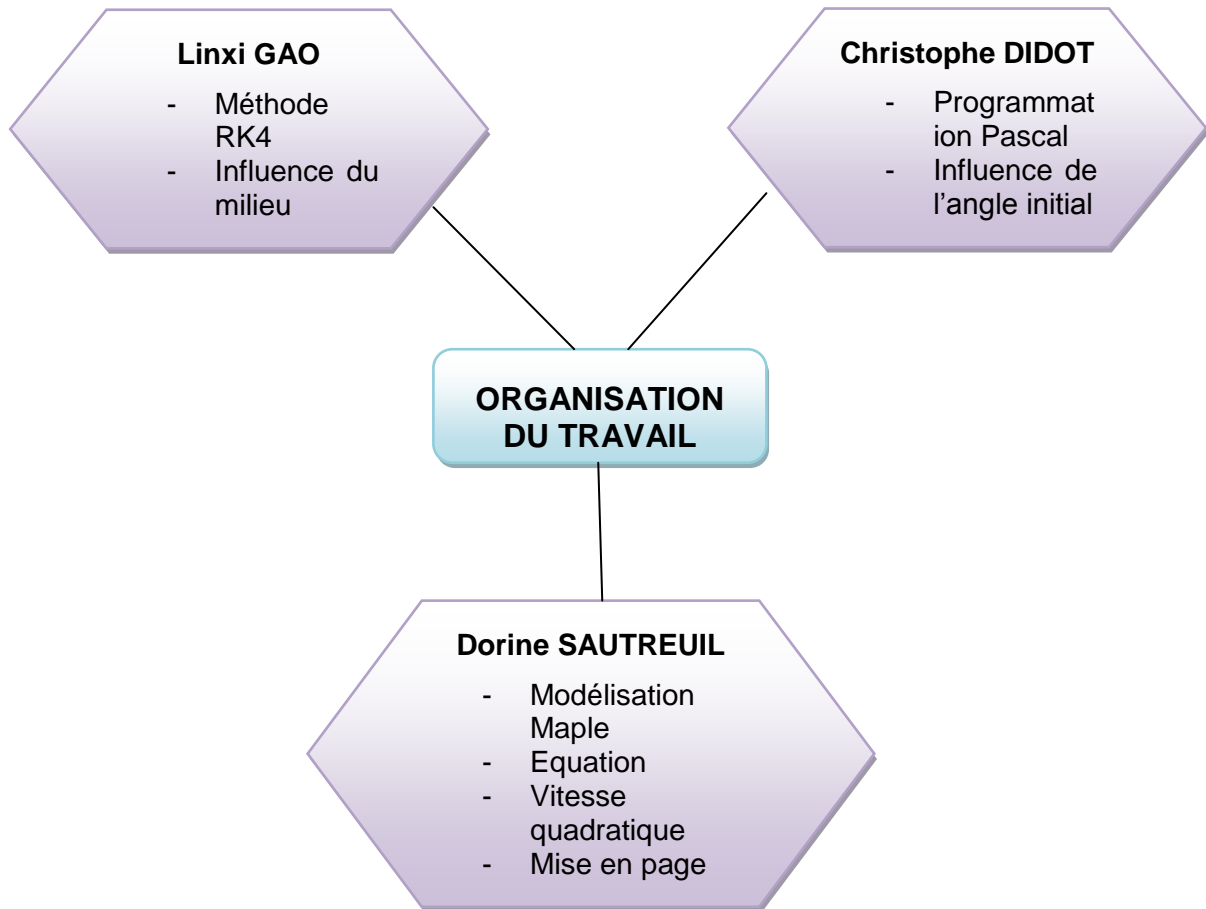 Linxi GAO
- Méthode
RK4
- Influence du
milieu
Christophe DIDOT
- Programmat
ion Pascal
- Influence de
l’angle initial
ORGANISATION
DU TRAVAIL
Dorine SAUTREUIL
- Modélisation
Maple
- Equation
- Vitesse
quadratique
- Mise en page